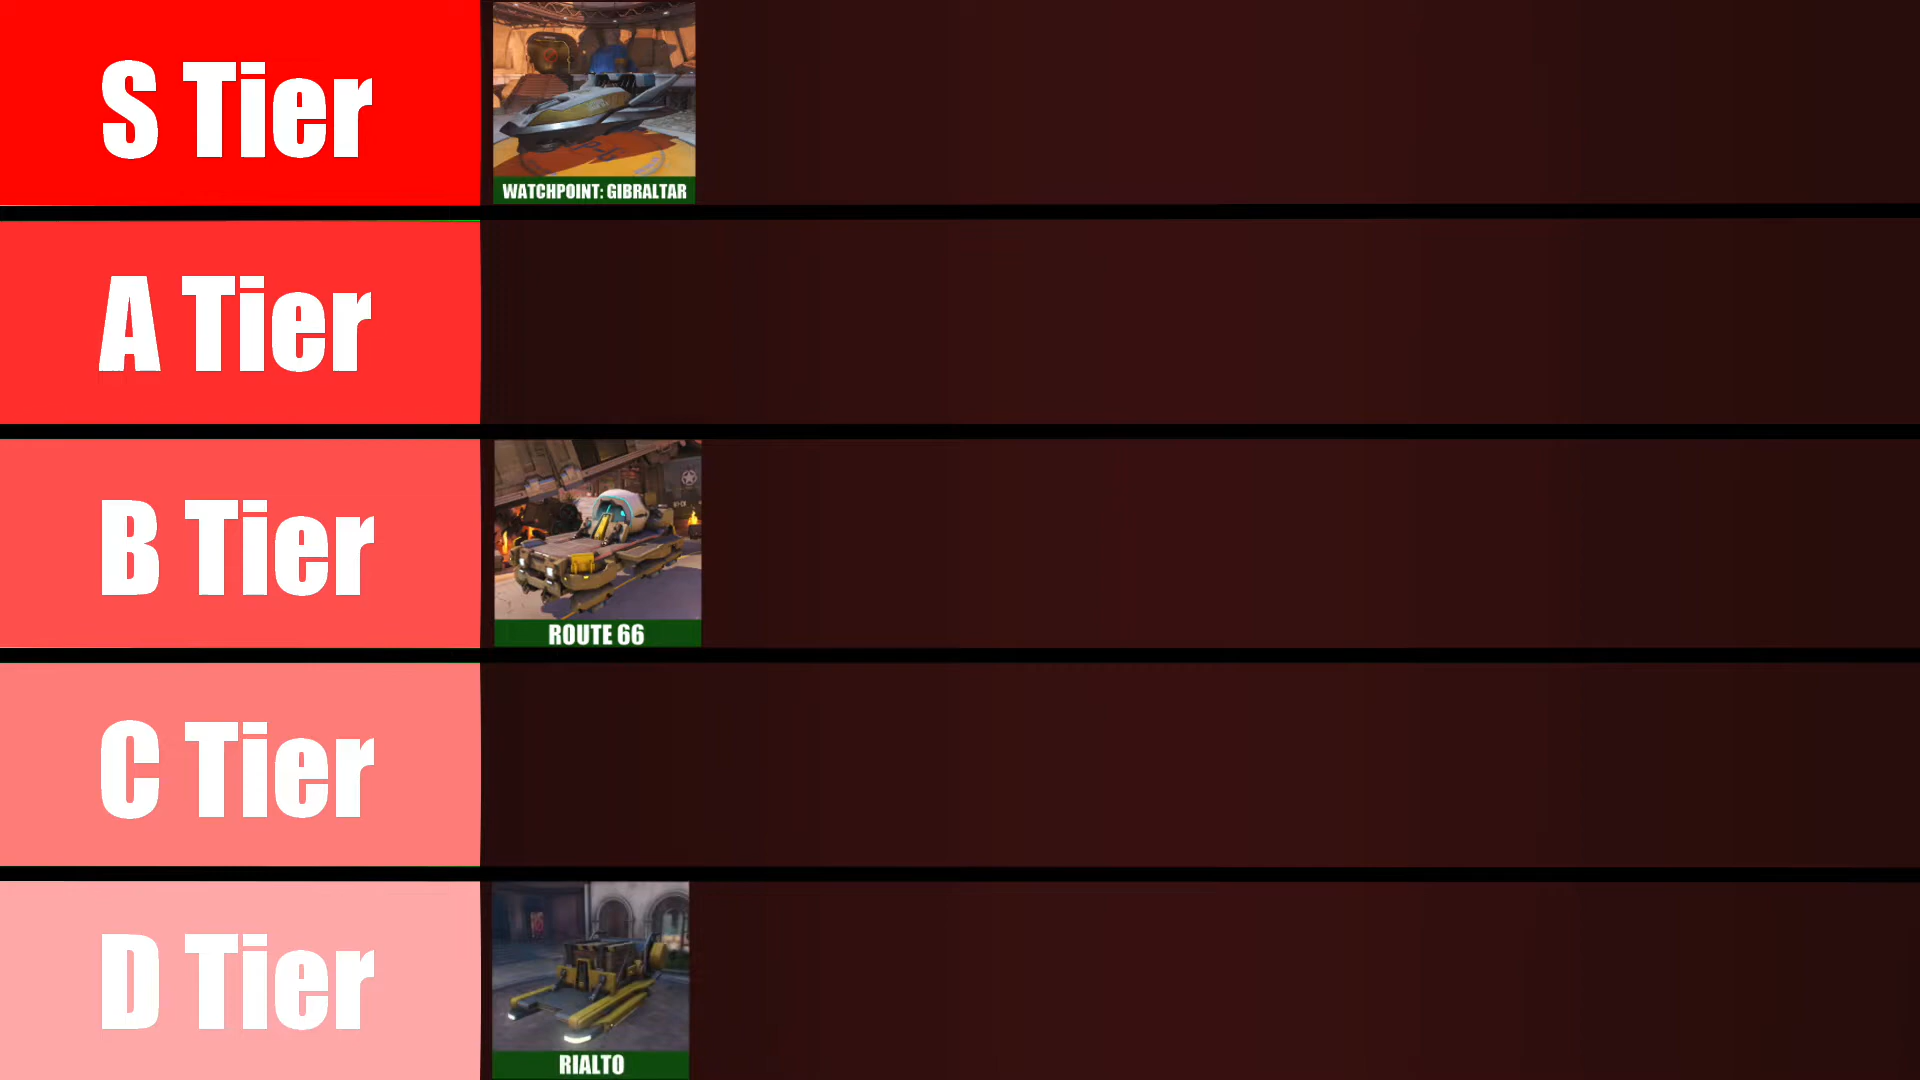 S Tier
WATCHPOINT: GIBRALTAR
A Tier
B Tier
ROUTE 66
C Tier
D Tier
RIALTO